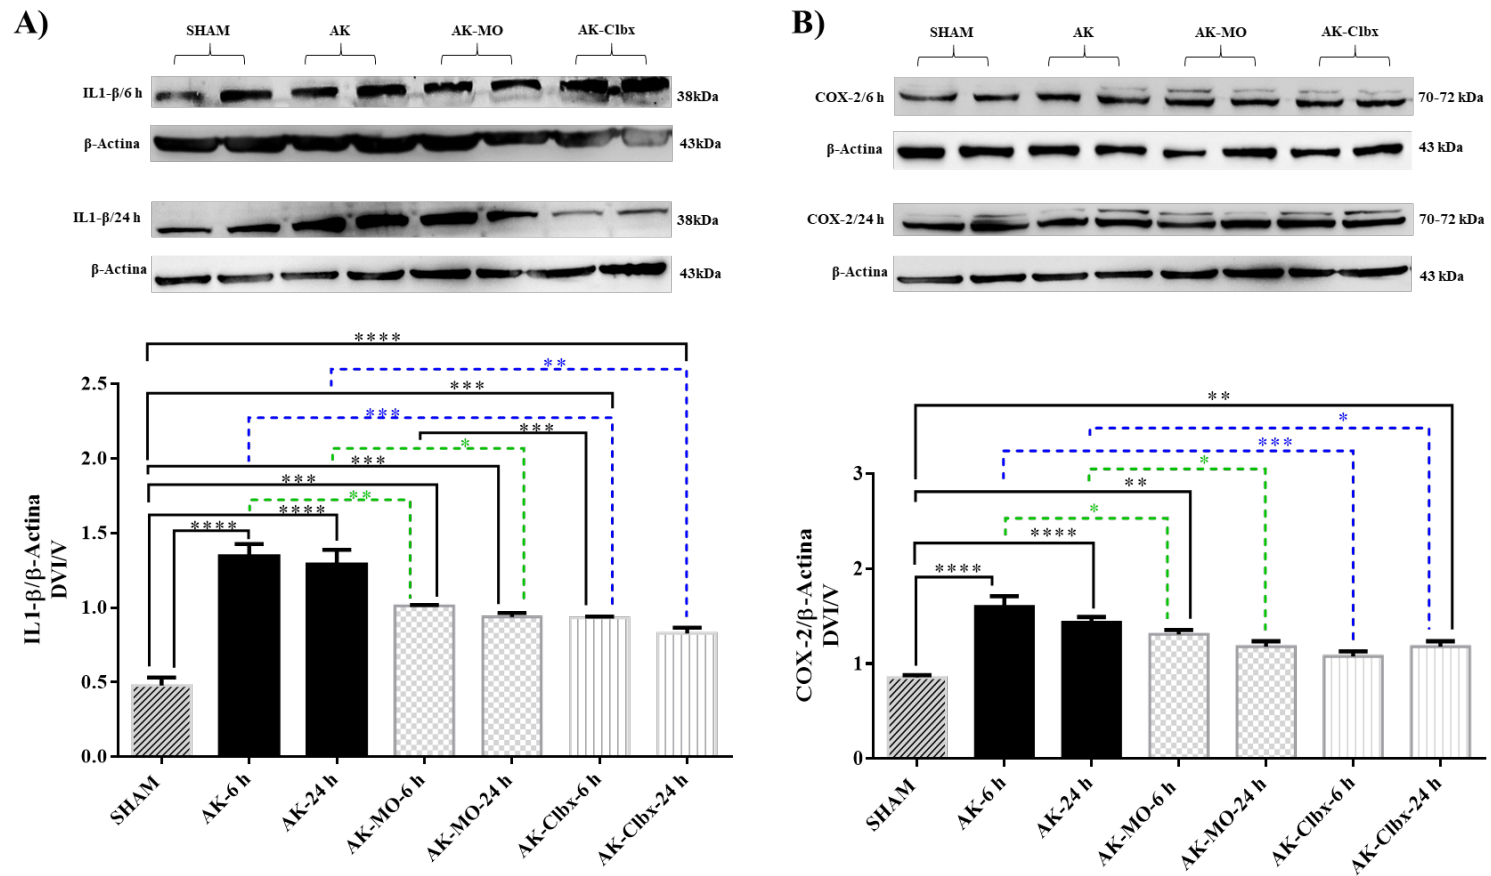 A)
SHAM AK AK-MO AK-Clbx
IL1-β/6 h 38kDa
β-Actina 43kDa
IL1-β/24 h 38kDa
β-Actina 43kDa
****
**
***
***
***
*
***
***
**
****
****
IL1-β/β-Actina
DVI/V
2.5
2.0
1.5
1.0
0.5
0.0
SHAM
AK-6 h
AK-24 h
AK-MO-6 h
AK-MO-24 h
AK-Clbx-6 h
AK-Clbx-24 h
B)
SHAM AK AK-MO AK-Clbx
COX-2/6 h 70-72 kDa
β-Actina 43 kDa
COX-2/24 h 70-72 kDa
β-Actina 43 kDa
**
*
***
*
**
*
****
****
COX-2/β-Actina
DVI/V
3
2
1
0
SHAM
AK-6 h
AK-24 h
AK-MO-6 h
AK-MO-24 h
AK-Clbx-6 h
AK-Clbx-24 h